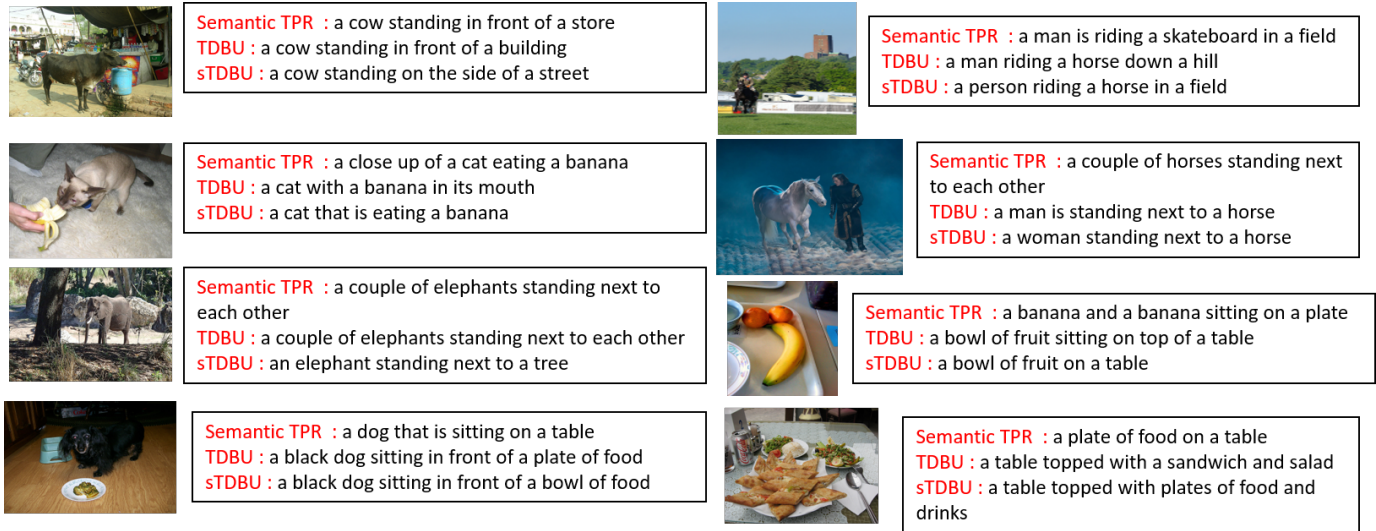 Semantic TPR : a cow standing in front of a store
TDBU : a cow standing in front of a building
sTDBU : a cow standing on the side of a street
Semantic TPR : a close up of a cat eating a banana
TDBU : a cat with a banana in its mouth
sTDBU : a cat that is eating a banana
Semantic TPR : a couple of elephants standing next to
each other
TDBU : a couple of elephants standing next to each other
sTDBU : an elephant standing next to a tree
Semantic TPR : a dog that is sitting on a table
TDBU : a black dog sitting in front of a plate of food
sTDBU : a black dog sitting in front of a bowl of food
Semantic TPR : a man is riding a skateboard in a field
TDBU : a man riding a horse down a hill
sTDBU : a person riding a horse in a field
Semantic TPR : a couple of horses standing next
to each other
TDBU : a man is standing next to a horse
sTDBU : a woman standing next to a horse
Semantic TPR : a banana and a banana sitting on a plate
TDBU : a bowl of fruit sitting on top of a table
sTDBU : a bowl of fruit on a table
Semantic TPR : a plate of food on a table
TDBU : a table topped with a sandwich and salad
sTDBU : a table topped with plates of food and
drinks